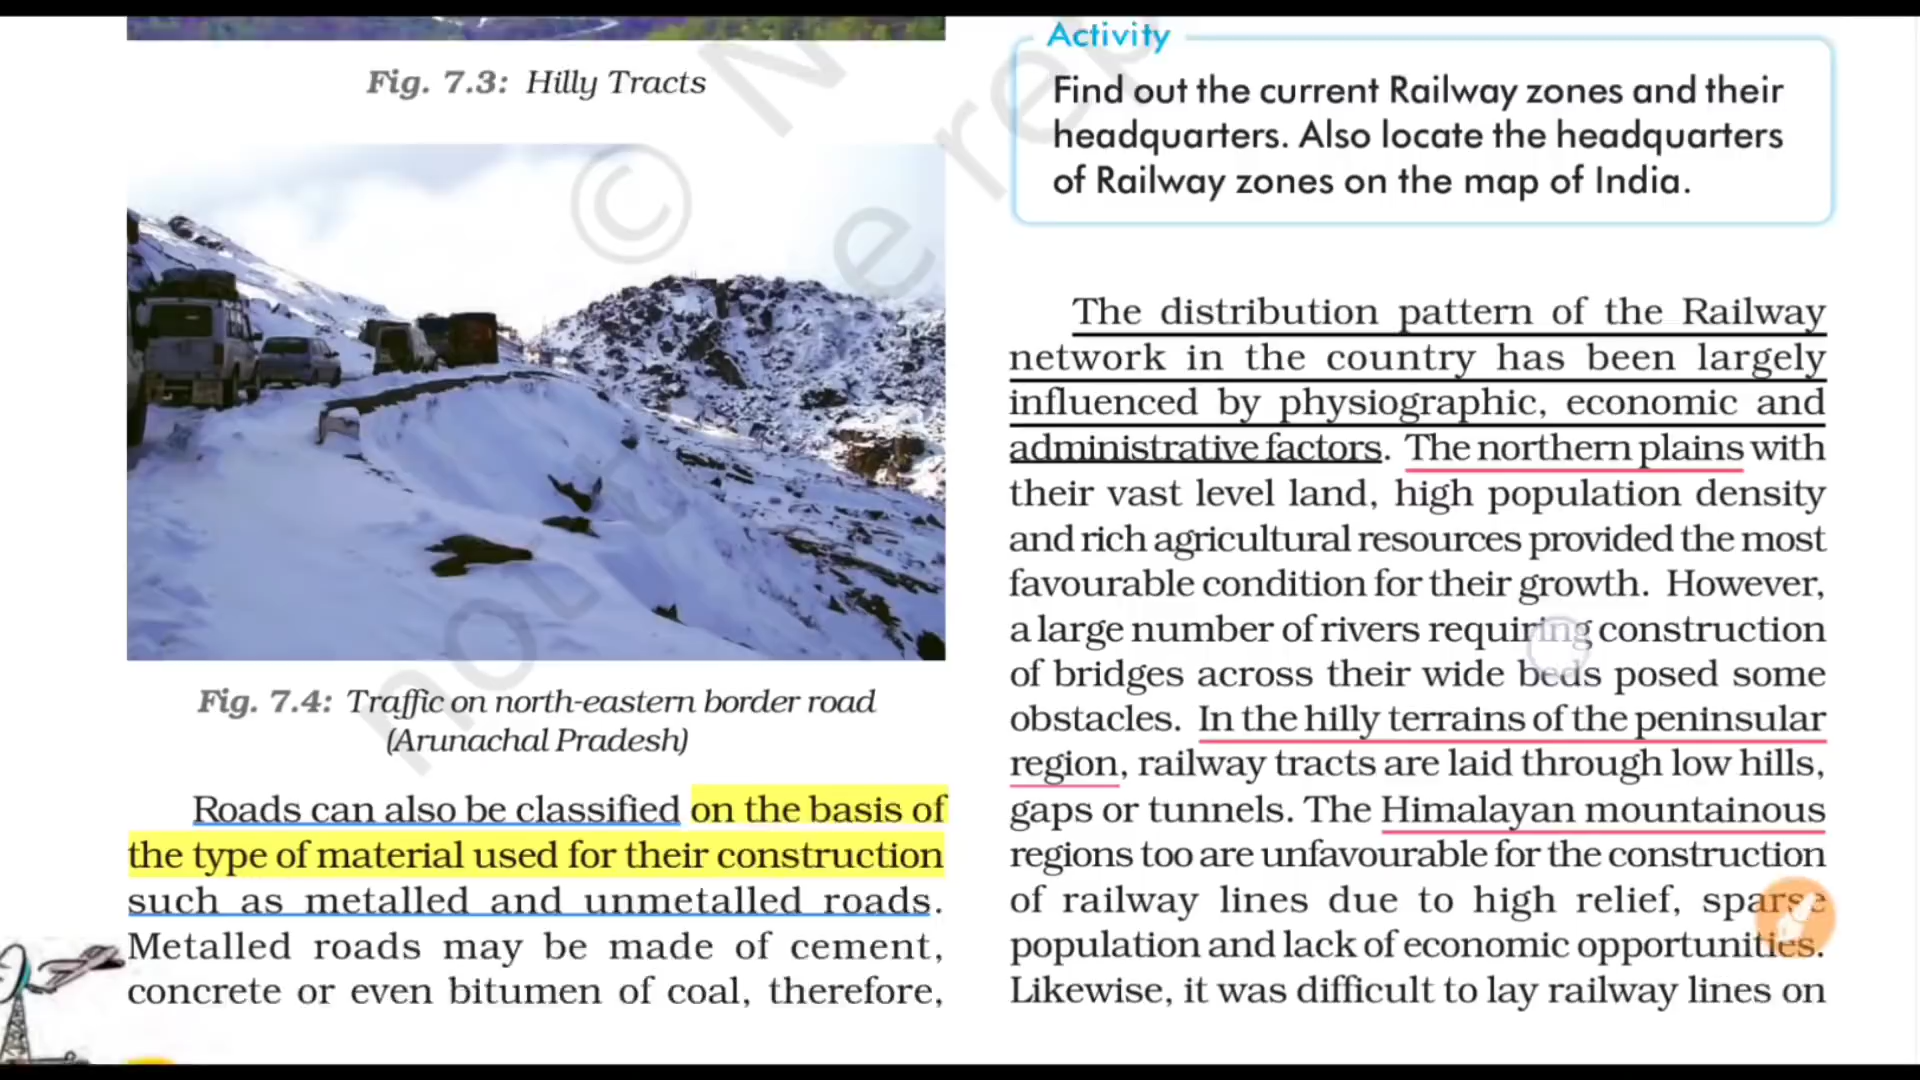 Fig. 7.3: Hilly Tracts
Fig. 7.4: Traffic on north-eastern border road
(Arunachal Pradesh)
Roads can also be classified on the basis of
the type of material used for their construction
such as metalled and unmetalled roads.
Metalled roads may be made of cement,
concrete or even bitumen of coal, therefore,
Activity
Find out the current Railway zones and their
headquarters. Also locate the headquarters
of Railway zones on the map of India.
The distribution pattern of the Railway
network in the country has been largely
influenced by physiographic, economic and
administrative factors. The northern plains with
their vast level land, high population density
and rich agricultural resources provided the most
favourable condition for their growth. However,
a large number of rivers requiring construction
of bridges across their wide beds posed some
obstacles. In the hilly terrains of the peninsular
region, railway tracts are laid through low hills,
gaps or tunnels. The Himalayan mountainous
regions too are unfavourable for the construction
of railway lines due to high relief, sparse
population and lack of economic opportunities.
Likewise, it was difficult to lay railway lines on
© N
not
re rep